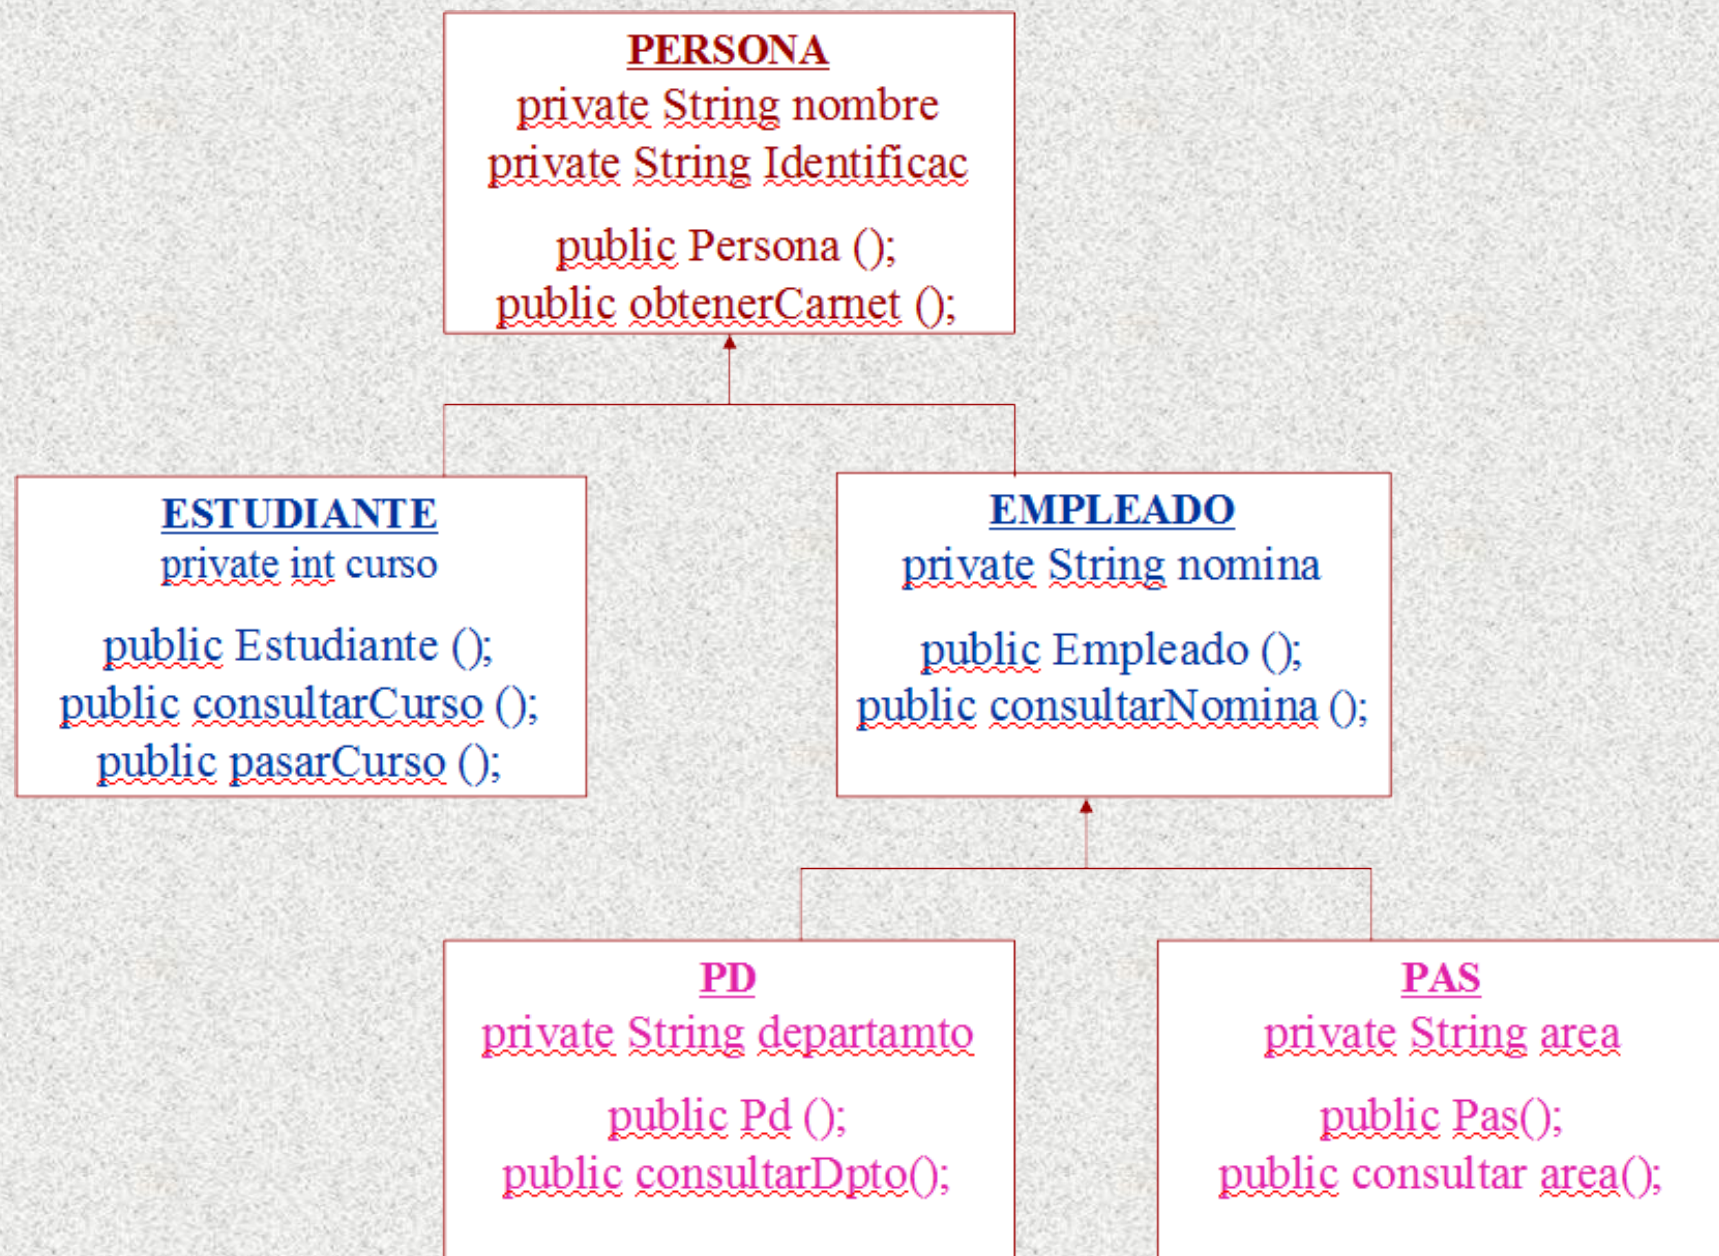 PERSONA
private String nombre
private String Identificac
public Persona ();
public obtenerCarnet ();
ESTUDIANTE
private int curso
public Estudiante ();
public consultarCurso ();
public pasarCurso ();
EMPLEADO
private String nomina
public Empleado ();
public consultarNomina ();
PD
private String departamto
public Pd ();
public consultarDpto();
PAS
private String area
public Pas();
public consultar area();